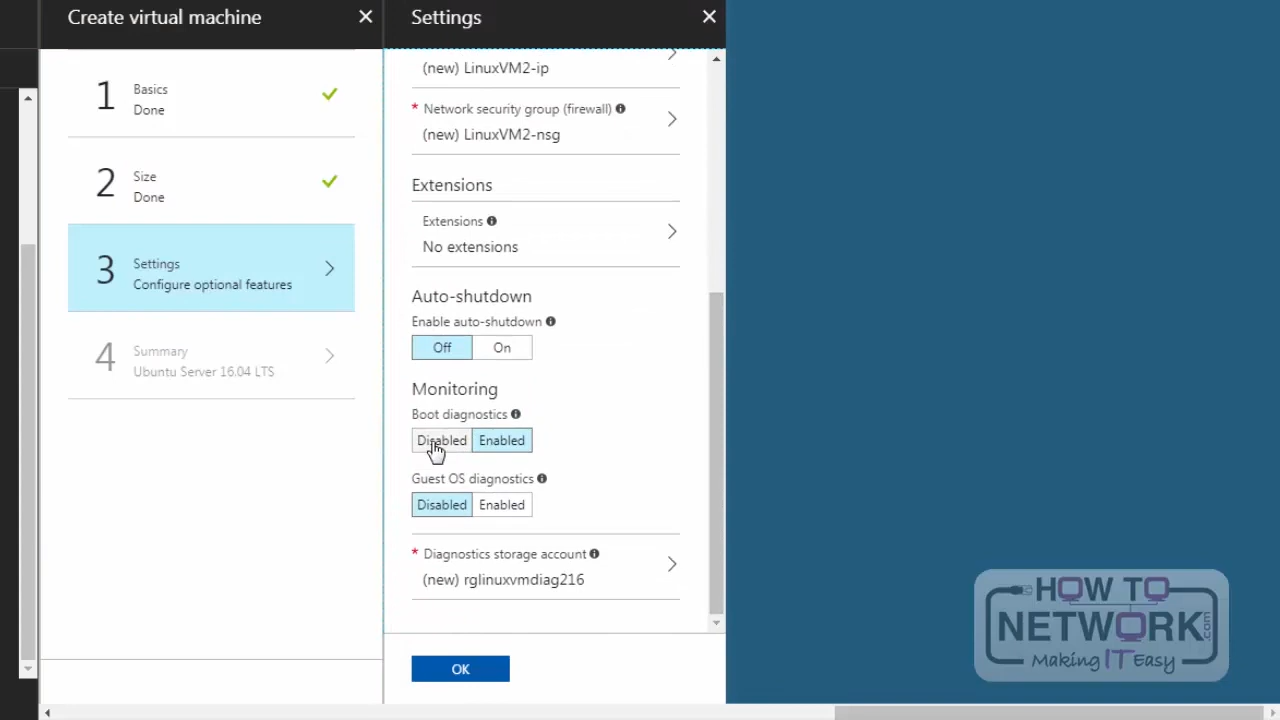 Create virtual machine
1
Basics
Done
2
Size
Done
3
Settings
Configure optional features
4
Summary
Ubuntu Server 16.04 LTS
Settings
(new) LinuxVM2-ip
* Network security group (firewall)
(new) LinuxVM2-nsg
Extensions
Extensions
No extensions
Auto-shutdown
Enable auto-shutdown
Off On
Monitoring
Boot diagnostics
Disabled Enabled
Guest OS diagnostics
Disabled Enabled
* Diagnostics storage account
(new) rglinuxvmdiag216
OK
HOW TO
NETWORK.com
Making IT Easy